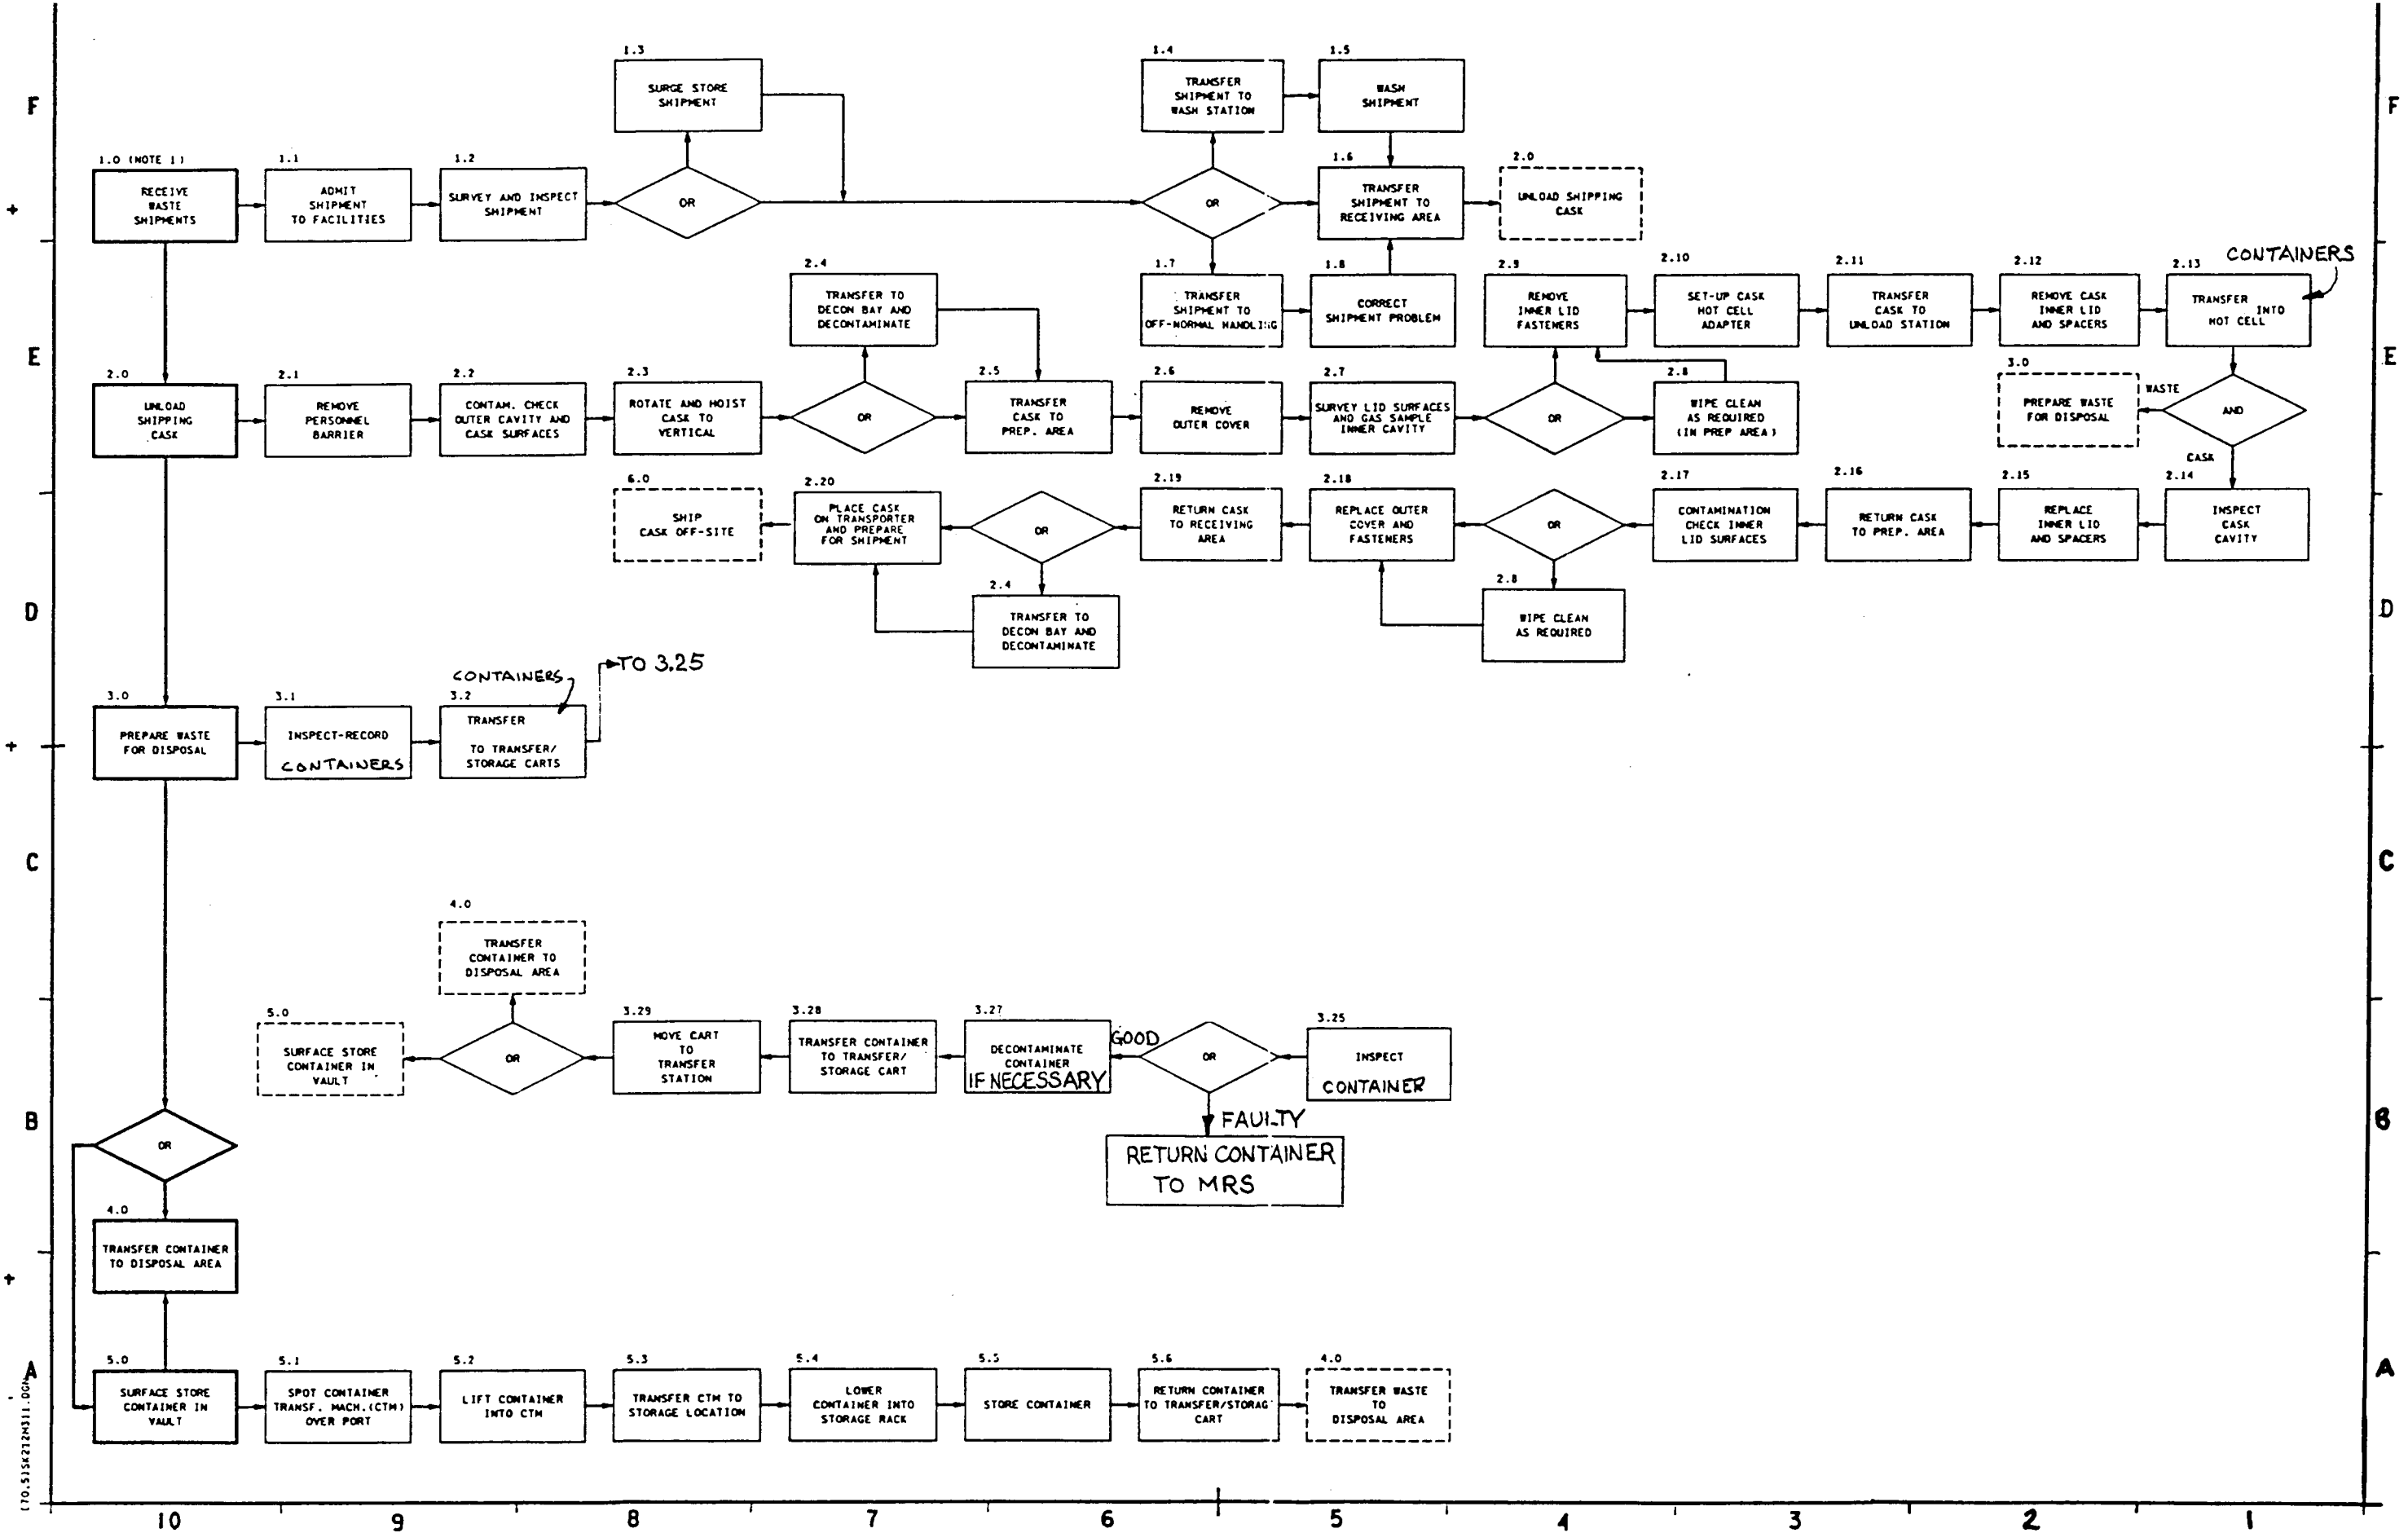 1.3
SURGE STORE
SHIPMENT
1.4
TRANSFER
SHIPMENT TO
WASH STATION
1.5
WASH
SHIPMENT
F
F
1.0 (NOTE 1)
RECEIVE
WASTE
SHIPMENTS
1.1
ADMIT
SHIPMENT
TO FACILITIES
1.2
SURVEY AND INSPECT
SHIPMENT
OR
OR
1.6
TRANSFER
SHIPMENT TO
RECEIVING AREA
2.0
UNLOAD SHIPPING
CASK
+
2.4
TRANSFER TO
DECON BAY AND
DECONTAMINATE
1.7
TRANSFER
SHIPMENT TO
OFF-NORMAL HANDLING
1.8
CORRECT
SHIPMENT PROBLEM
2.9
REMOVE
INNER LID
FASTENERS
2.10
SET-UP CASK
HOT CELL
ADAPTER
2.11
TRANSFER
CASK TO
UNLOAD STATION
2.12
REMOVE CASK
INNER LID
AND SPACERS
2.13
CONTAINERS
TRANSFER INTO
HOT CELL
E
E
2.0
UNLOAD
SHIPPING
CASK
2.1
REMOVE
PERSONNEL
BARRIER
2.2
CONTAM. CHECK
OUTER CAVITY AND
CASK SURFACES
2.3
ROTATE AND HOIST
CASK TO
VERTICAL
OR
2.5
TRANSFER
CASK TO
PREP. AREA
2.6
REMOVE
OUTER COVER
2.7
SURVEY LID SURFACES
AND GAS SAMPLE
INNER CAVITY
OR
2.8
WIPE CLEAN
AS REQUIRED
(IN PREP AREA)
3.0
PREPARE WASTE
FOR DISPOSAL
WASTE
AND
CASK
6.0
SHIP
CASK OFF-SITE
2.20
PLACE CASK
ON TRANSPORTER
AND PREPARE
FOR SHIPMENT
OR
2.19
RETURN CASK
TO RECEIVING
AREA
2.18
REPLACE OUTER
COVER AND
FASTENERS
OR
2.17
CONTAMINATION
CHECK INNER
LID SURFACES
2.16
RETURN CASK
TO PREP. AREA
2.15
REPLACE
INNER LID
AND SPACERS
2.14
INSPECT
CASK
CAVITY
D
D
2.4
TRANSFER TO
DECON BAY AND
DECONTAMINATE
2.8
WIPE CLEAN
AS REQUIRED
3.0
PREPARE WASTE
FOR DISPOSAL
3.1
INSPECT-RECORD
CONTAINERS
3.2
CONTAINERS
TRANSFER
TO TRANSFER/
STORAGE CARTS
TO 3.25
+
C
C
4.0
TRANSFER
CONTAINER TO
DISPOSAL AREA
5.0
SURFACE STORE
CONTAINER IN
VAULT
OR
3.29
MOVE CART
TO
TRANSFER
STATION
3.28
TRANSFER CONTAINER
TO TRANSFER/
STORAGE CART
3.27
DECONTAMINATE
CONTAINER
IF NECESSARY
GOOD
OR
3.25
INSPECT
CONTAINER
FAULTY
RETURN CONTAINER
TO MRS
B
B
OR
4.0
TRANSFER CONTAINER
TO DISPOSAL AREA
+
A
A
5.0
SURFACE STORE
CONTAINER IN
VAULT
5.1
SPOT CONTAINER
TRANSF. MACH.(CTM)
OVER PORT
5.2
LIFT CONTAINER
INTO CTM
5.3
TRANSFER CTM TO
STORAGE LOCATION
5.4
LOWER
CONTAINER INTO
STORAGE RACK
5.5
STORE CONTAINER
5.6
RETURN CONTAINER
TO TRANSFER/STORAG
CART
4.0
TRANSFER WASTE
TO
DISPOSAL AREA
10 9 8 7 6 5 4 3 2 1